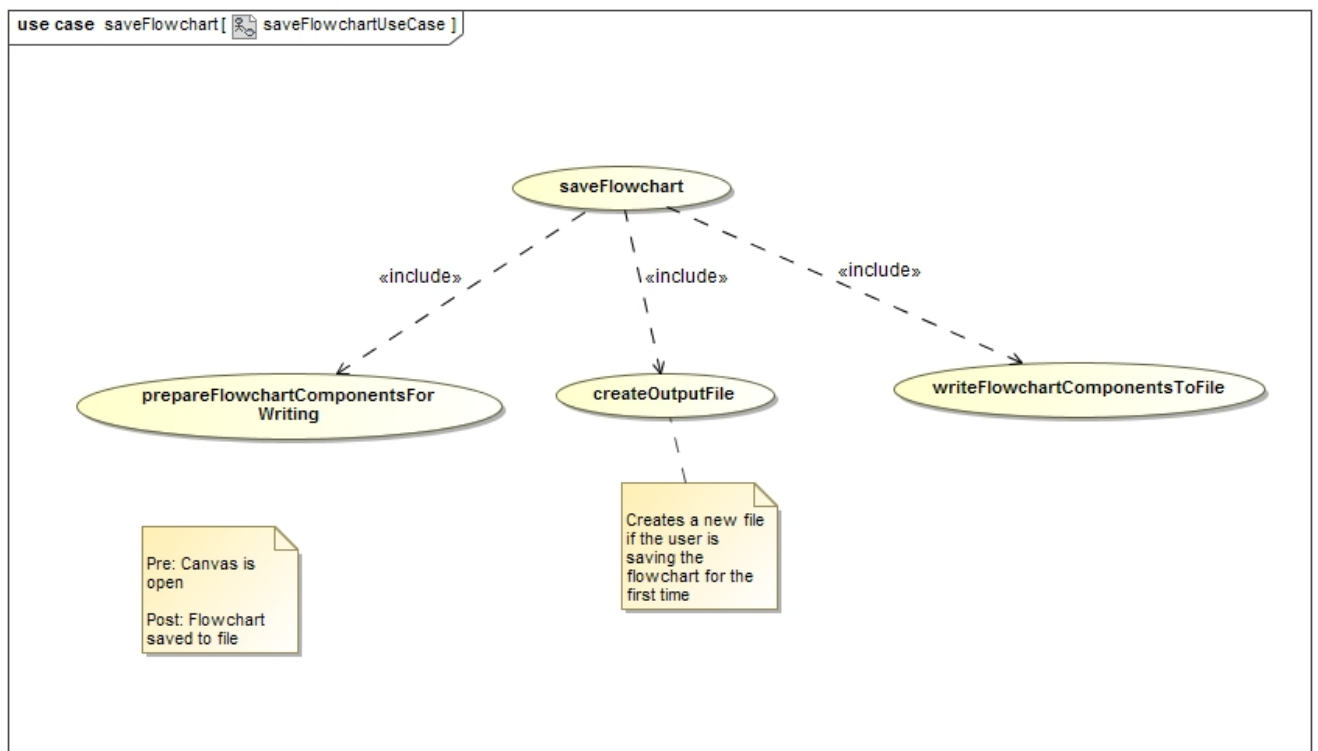 use case saveFlowchart [ saveFlowchartUseCase ]
saveFlowchart
«include»
«include»
«include»
prepareFlowchartComponentsFor
Writing
createOutputFile
writeFlowchartComponentsToFile
Pre: Canvas is
open
Post: Flowchart
saved to file
Creates a new file
if the user is
saving the
flowchart for the
first time